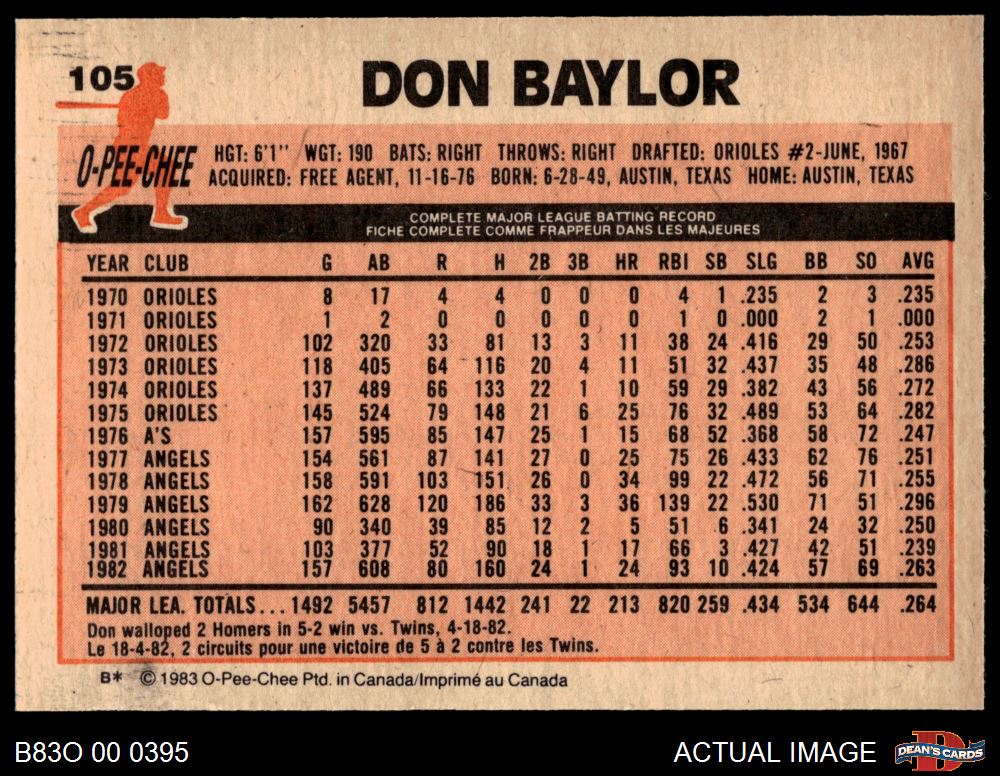 105 DON BAYLOR
O-PEE-CHEE
HGT: 6'1" WGT: 190 BATS: RIGHT THROWS: RIGHT DRAFTED: ORIOLES #2-JUNE, 1967
ACQUIRED: FREE AGENT, 11-16-76 BORN: 6-28-49, AUSTIN, TEXAS HOME: AUSTIN, TEXAS
COMPLETE MAJOR LEAGUE BATTING RECORD
FICHE COMPLETE COMME FRAPPEUR DANS LES MAJEURES
YEAR CLUB G AB R H 2B 3B HR RBI SB SLG BB SO AVG
1970 ORIOLES 8 17 4 4 0 0 0 4 1 .235 2 3 .235
1971 ORIOLES 1 2 0 0 0 0 0 1 0 .000 2 1 .000
1972 ORIOLES 102 320 33 81 13 3 11 38 24 .416 29 50 .253
1973 ORIOLES 118 405 64 116 20 4 11 51 32 .437 35 48 .286
1974 ORIOLES 137 489 66 133 22 1 10 59 29 .382 43 56 .272
1975 ORIOLES 145 524 79 148 21 6 25 76 32 .489 53 64 .282
1976 A'S 157 595 85 147 25 1 15 68 52 .368 58 72 .247
1977 ANGELS 154 561 87 141 27 0 25 75 26 .433 62 76 .251
1978 ANGELS 158 591 103 151 26 0 34 99 22 .472 56 71 .255
1979 ANGELS 162 628 120 186 33 3 36 139 22 .530 71 51 .296
1980 ANGELS 90 340 39 85 12 2 5 51 6 .341 24 32 .250
1981 ANGELS 103 377 52 90 18 1 17 66 3 .427 42 51 .239
1982 ANGELS 157 608 80 160 24 1 24 93 10 .424 57 69 .263
MAJOR LEA. TOTALS...1492 5457 812 1442 241 22 213 820 259 .434 534 644 .264
Don walloped 2 Homers in 5-2 win vs. Twins, 4-18-82.
Le 18-4-82, 2 circuits pour une victoire de 5 à 2 contre les Twins.
B* © 1983 O-Pee-Chee Ptd. in Canada/Imprimé au Canada
B83O 00 0395 ACTUAL IMAGE DEAN'S CARDS